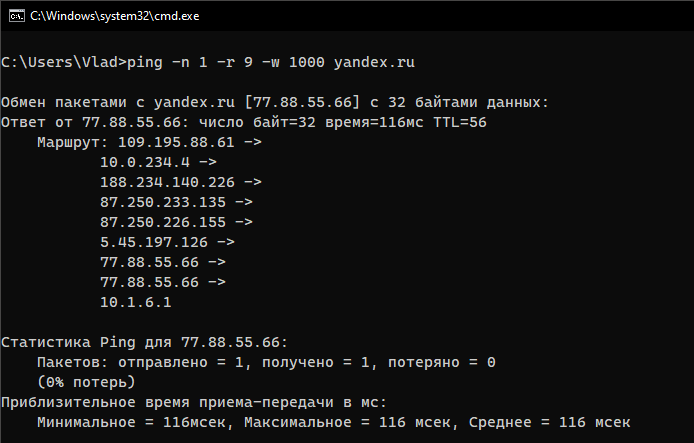 C:\Windows\system32\cmd.exe
C:\Users\Vlad>ping -n 1 -r 9 -w 1000 yandex.ru
Обмен пакетами с yandex.ru [77.88.55.66] с 32 байтами данных:
Ответ от 77.88.55.66: число байт=32 время=116мс TTL=56
Маршрут: 109.195.88.61 ->
10.0.234.4 ->
188.234.140.226 ->
87.250.233.135 ->
87.250.226.155 ->
5.45.197.126 ->
77.88.55.66 ->
77.88.55.66 ->
10.1.6.1
Статистика Ping для 77.88.55.66:
Пакетов: отправлено = 1, получено = 1, потеряно = 0
(0% потерь)
Приблизительное время приема-передачи в мс:
Минимальное = 116мсек, Максимальное = 116 мсек, Среднее = 116 мсек